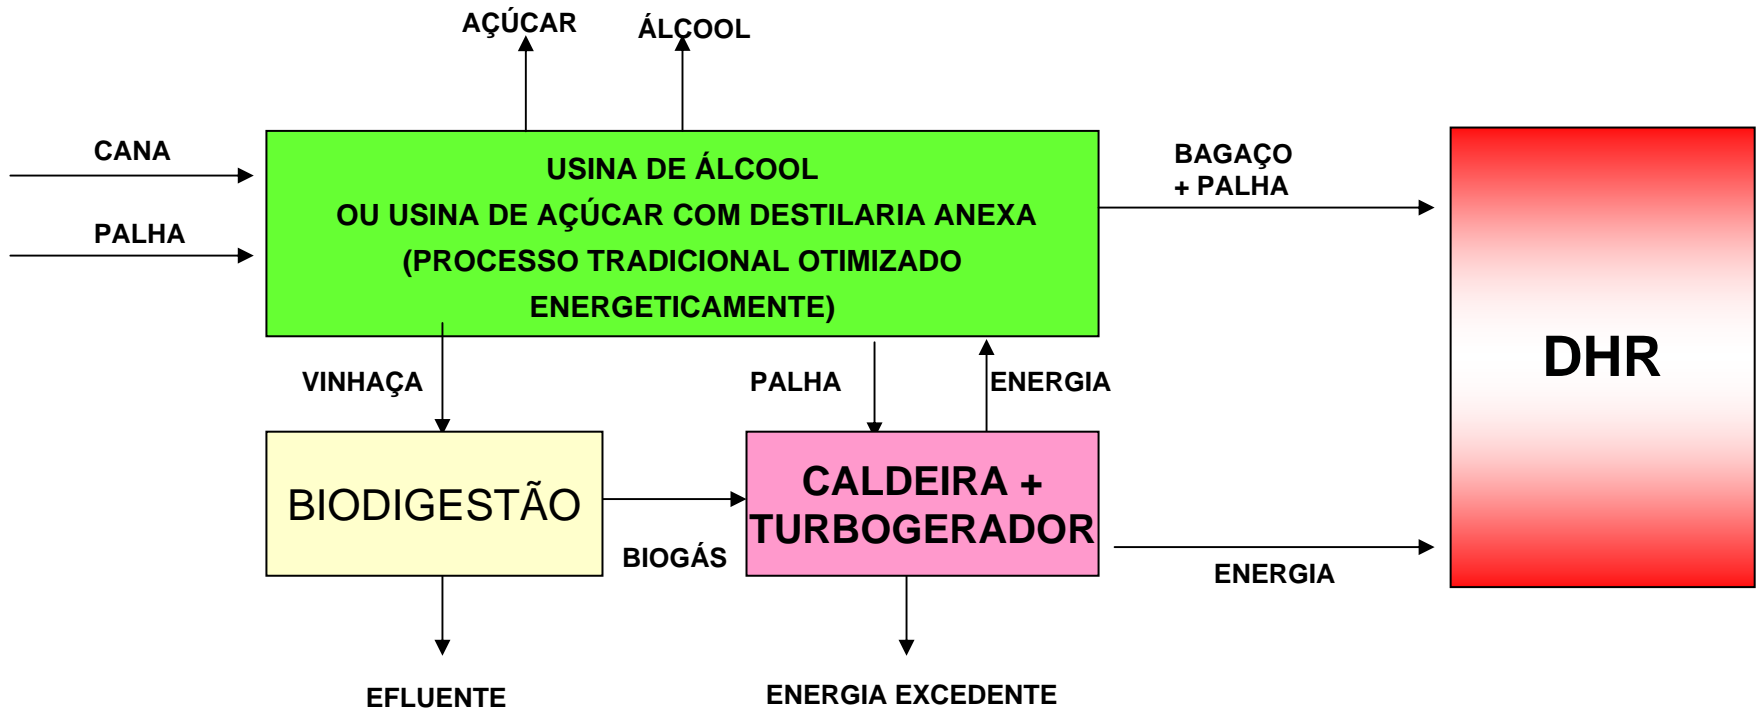 AÇÚCAR
ÁLCOOL
CANA
PALHA
USINA DE ÁLCOOL
OU USINA DE AÇÚCAR COM DESTILARIA ANEXA
(PROCESSO TRADICIONAL OTIMIZADO
ENERGETICAMENTE)
BAGAÇO
+ PALHA
DHR
VINHAÇA
PALHA
ENERGIA
BIODIGESTÃO
BIOGÁS
CALDEIRA +
TURBOGERADOR
ENERGIA
EFLUENTE
ENERGIA EXCEDENTE